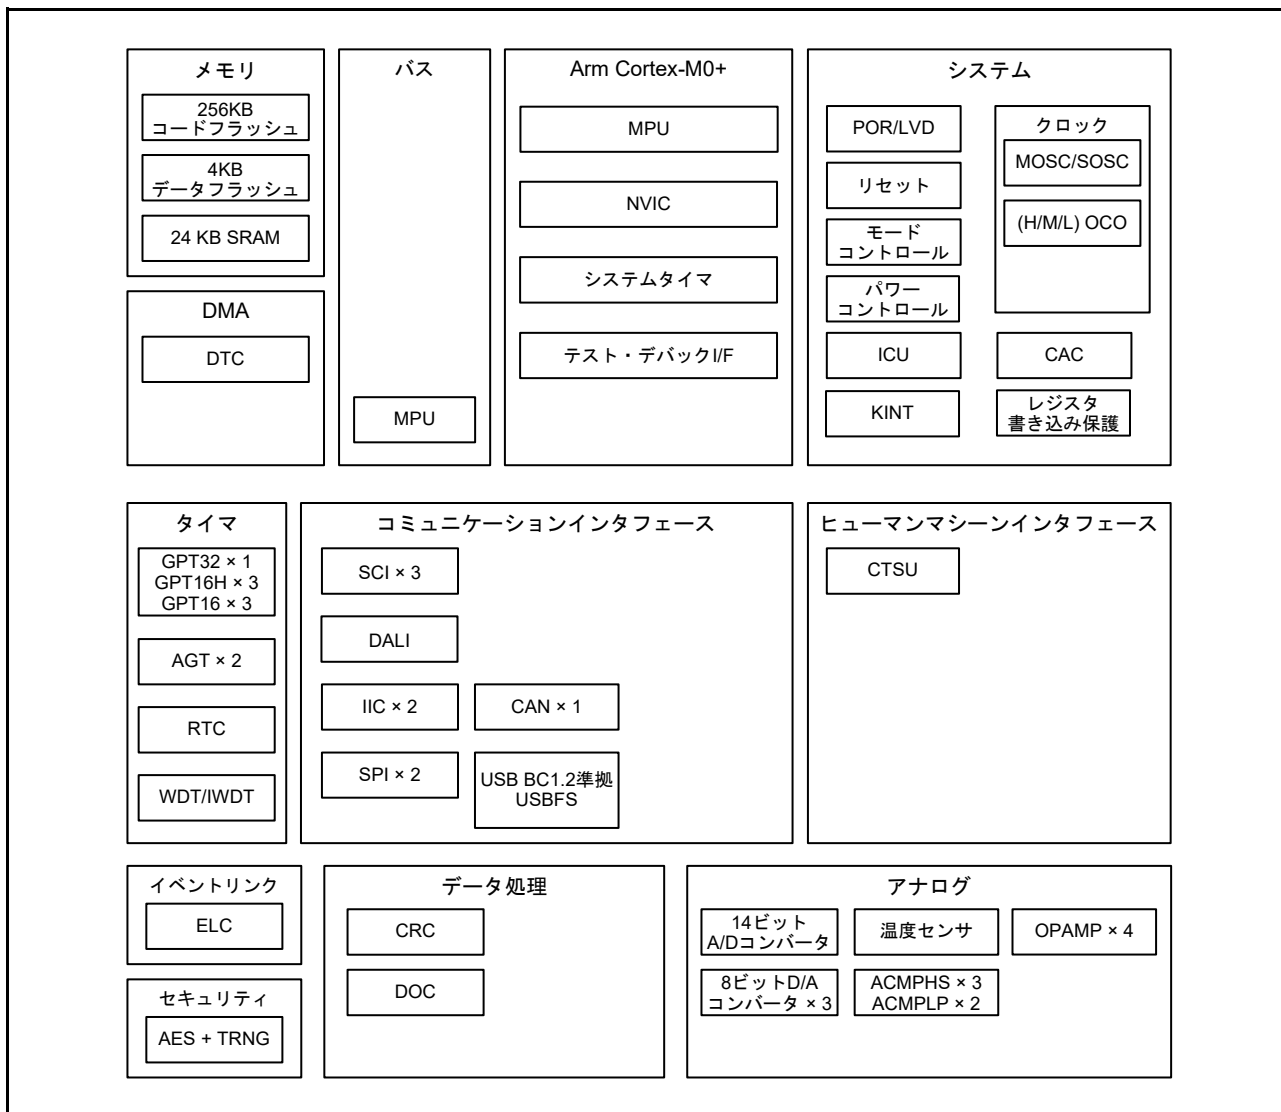 メモリ
256KB
コードフラッシュ
4KB
データフラッシュ
24 KB SRAM
DMA
DTC
バス
MPU
Arm Cortex-M0+
MPU
NVIC
システムタイマ
テスト・デバックI/F
システム
POR/LVD
リセット
モード
コントロール
パワー
コントロール
ICU
KINT
クロック
MOSC/SOSC
(H/M/L) OCO
CAC
レジスタ
書き込み保護
タイマ
GPT32 × 1
GPT16H × 3
GPT16 × 3
AGT × 2
RTC
WDT/IWDT
コミュニケーションインタフェース
SCI × 3
DALI
IIC × 2
SPI × 2
CAN × 1
USB BC1.2準拠
USBFS
ヒューマンマシーンインタフェース
CTSU
イベントリンク
ELC
セキュリティ
AES + TRNG
データ処理
CRC
DOC
アナログ
14ビット
A/Dコンバータ
温度センサ
OPAMP × 4
8ビットD/A
コンバータ × 3
ACMPHS × 3
ACMPLP × 2